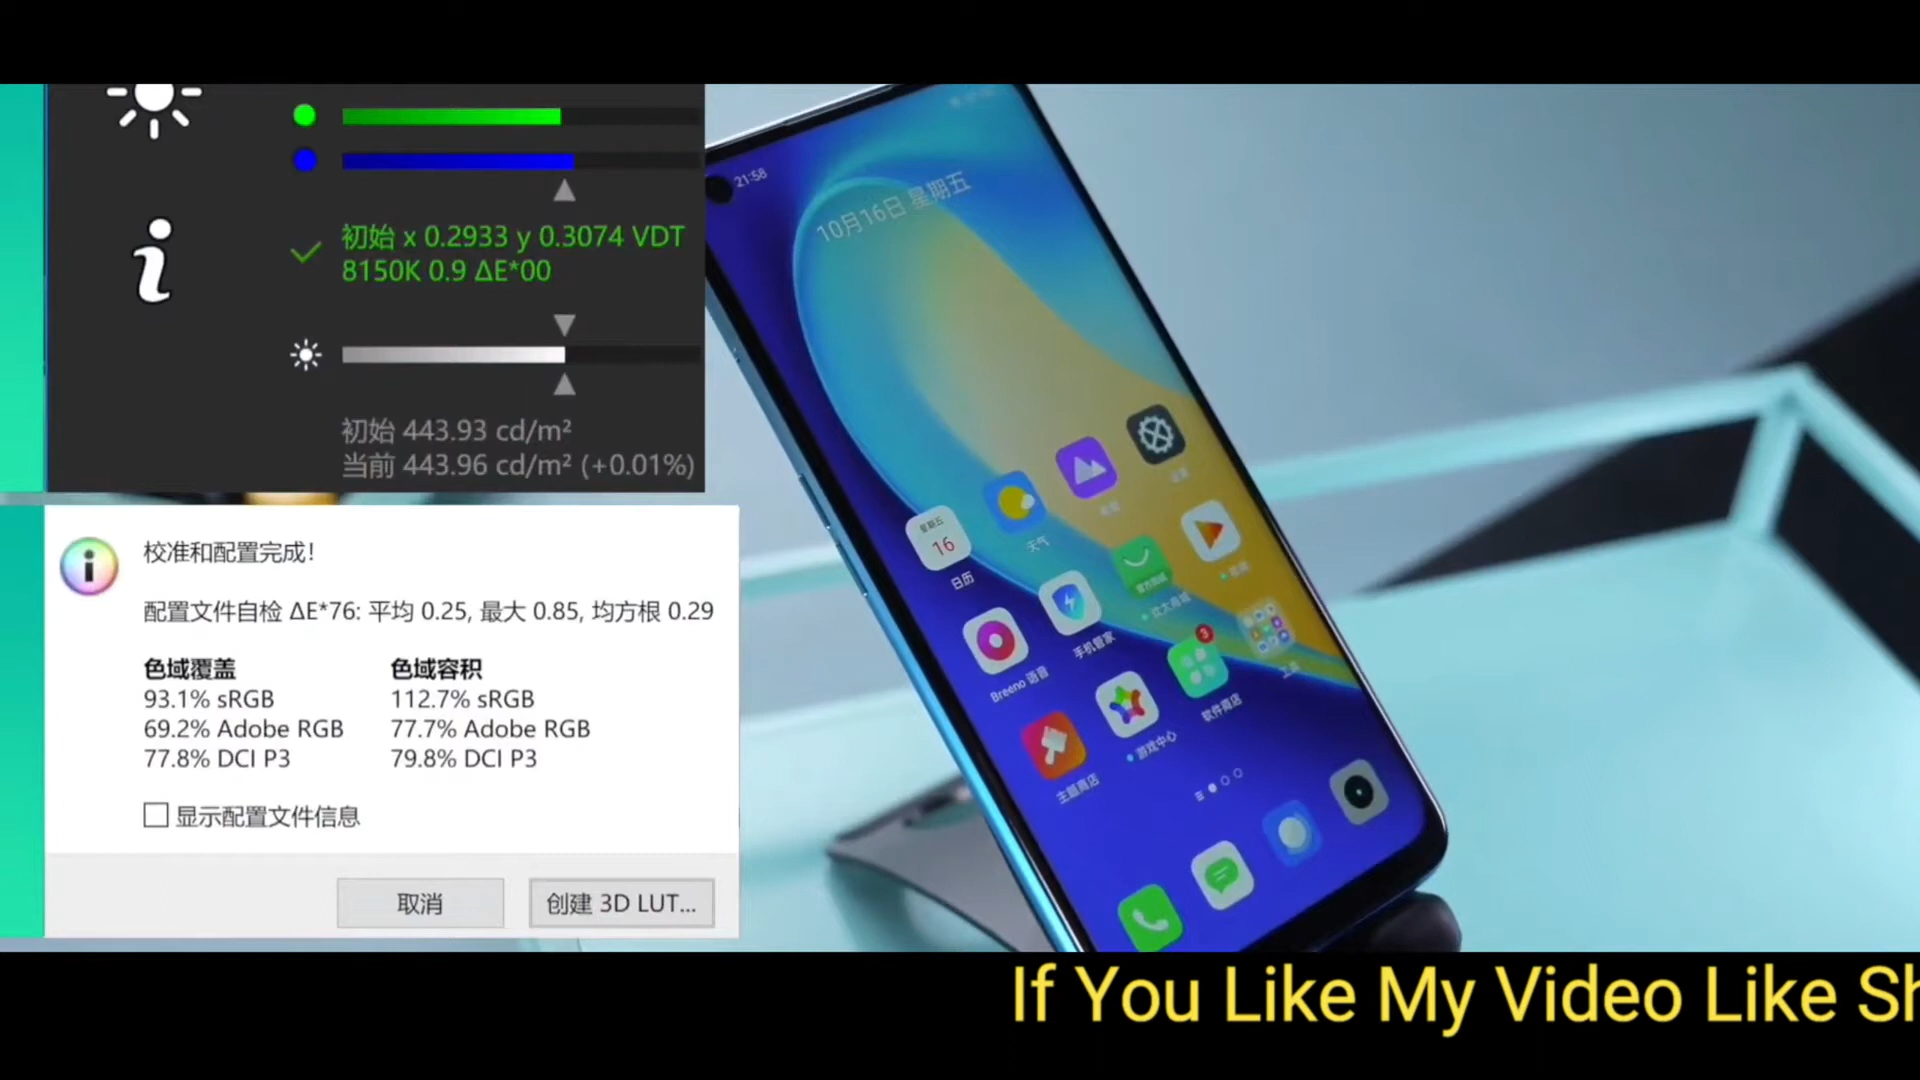 初始 x 0.2933 y 0.3074 VDT
8150K 0.9 ΔE*00
初始 443.93 cd/m²
当前 443.96 cd/m² (+0.01%)
校准和配置完成！
配置文件自检 ΔE*76: 平均 0.25, 最大 0.85, 均方根 0.29
色域覆盖 色域容积
93.1% sRGB 112.7% sRGB
69.2% Adobe RGB 77.7% Adobe RGB
77.8% DCI P3 79.8% DCI P3
显示配置文件信息
取消 创建 3D LUT...
21:58
10月16日 星期五
星期五
16
日历
天气
Breeno 语音
手机管家
3
主题商店
游戏中心
软件商店
工具
If You Like My Video Like Sh